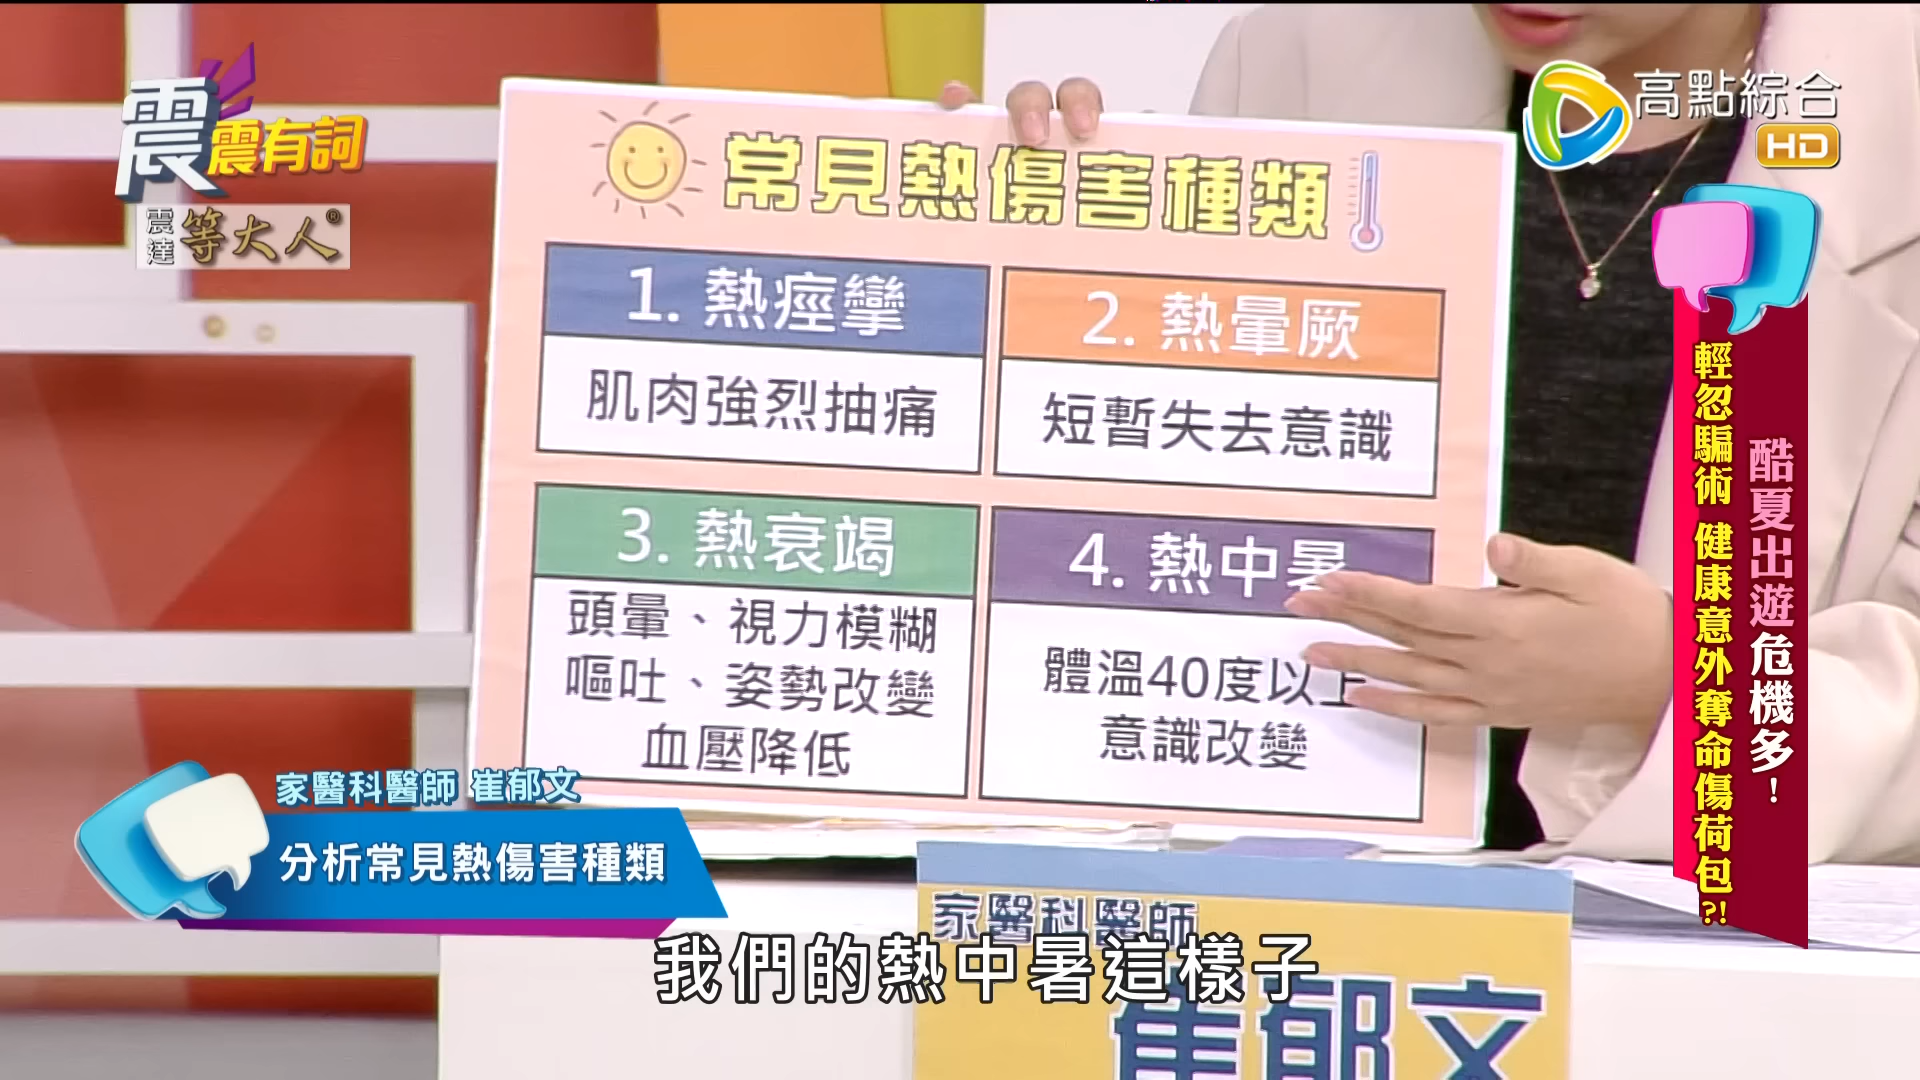 震震有詞
震達 等大人®
高點綜合
HD
常見熱傷害種類
1. 熱痙攣
肌肉強烈抽痛
2. 熱暈厥
短暫失去意識
3. 熱衰竭
頭暈、視力模糊
嘔吐、姿勢改變
血壓降低
4. 熱中暑
體溫40度以上
意識改變
酷夏出遊危機多！
輕忽騙術 健康意外奪命傷荷包?!
家醫科醫師 崔郁文
分析常見熱傷害種類
家醫科醫師
崔郁文
我們的熱中暑這樣子